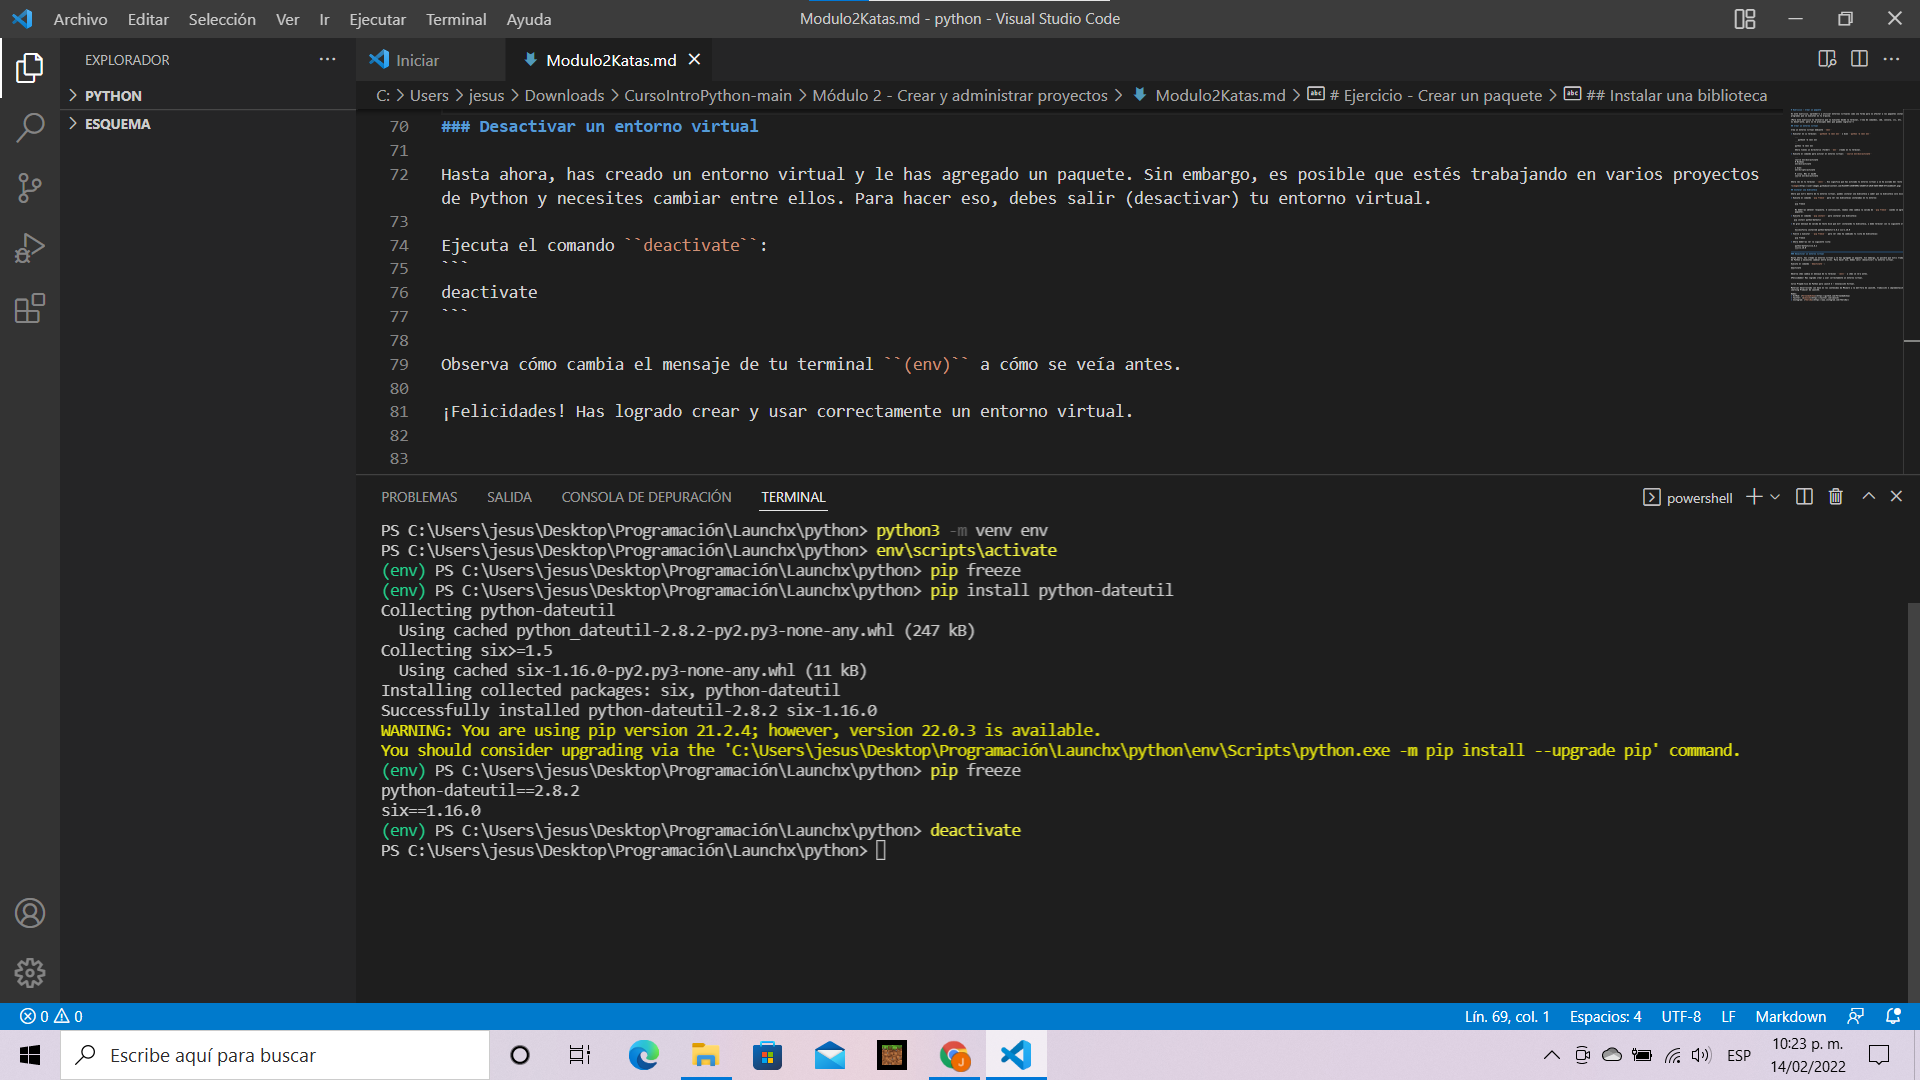 Archivo Editar Selección Ver Ir Ejecutar Terminal Ayuda
Modulo2Katas.md - python - Visual Studio Code
EXPLORADOR
PYTHON
ESQUEMA
Iniciar
Modulo2Katas.md
C: > Users > jesus > Downloads > CursoIntroPython-main > Módulo 2 - Crear y administrar proyectos > Modulo2Katas.md > # Ejercicio - Crear un paquete > ## Instalar una biblioteca
70 ### Desactivar un entorno virtual
71
72 Hasta ahora, has creado un entorno virtual y le has agregado un paquete. Sin embargo, es posible que estés trabajando en varios proyectos
de Python y necesites cambiar entre ellos. Para hacer eso, debes salir (desactivar) tu entorno virtual.
73
74 Ejecuta el comando ``deactivate``:
75 ```
76 deactivate
77 ```
78
79 Observa cómo cambia el mensaje de tu terminal ``(env)`` a cómo se veía antes.
80
81 ¡Felicidades! Has logrado crear y usar correctamente un entorno virtual.
82
83
PROBLEMAS SALIDA CONSOLA DE DEPURACIÓN TERMINAL
powershell
PS C:\Users\jesus\Desktop\Programación\Launchx\python> python3 -m venv env
PS C:\Users\jesus\Desktop\Programación\Launchx\python> env\scripts\activate
(env) PS C:\Users\jesus\Desktop\Programación\Launchx\python> pip freeze
(env) PS C:\Users\jesus\Desktop\Programación\Launchx\python> pip install python-dateutil
Collecting python-dateutil
  Using cached python_dateutil-2.8.2-py2.py3-none-any.whl (247 kB)
Collecting six>=1.5
  Using cached six-1.16.0-py2.py3-none-any.whl (11 kB)
Installing collected packages: six, python-dateutil
Successfully installed python-dateutil-2.8.2 six-1.16.0
WARNING: You are using pip version 21.2.4; however, version 22.0.3 is available.
You should consider upgrading via the 'C:\Users\jesus\Desktop\Programación\Launchx\python\env\Scripts\python.exe -m pip install --upgrade pip' command.
(env) PS C:\Users\jesus\Desktop\Programación\Launchx\python> pip freeze
python-dateutil==2.8.2
six==1.16.0
(env) PS C:\Users\jesus\Desktop\Programación\Launchx\python> deactivate
PS C:\Users\jesus\Desktop\Programación\Launchx\python>
0 0
Lín. 69, col. 1 Espacios: 4 UTF-8 LF Markdown
Escribe aquí para buscar
J
ESP
10:23 p. m.
14/02/2022